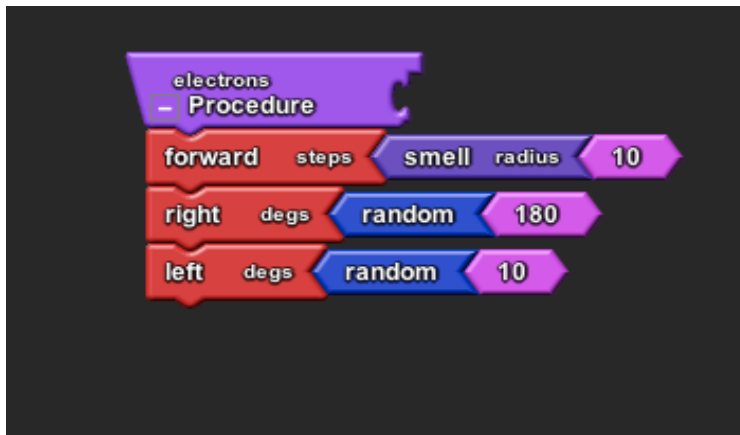 electrons
Procedure
forward steps smell radius 10
right degs random 180
left degs random 10